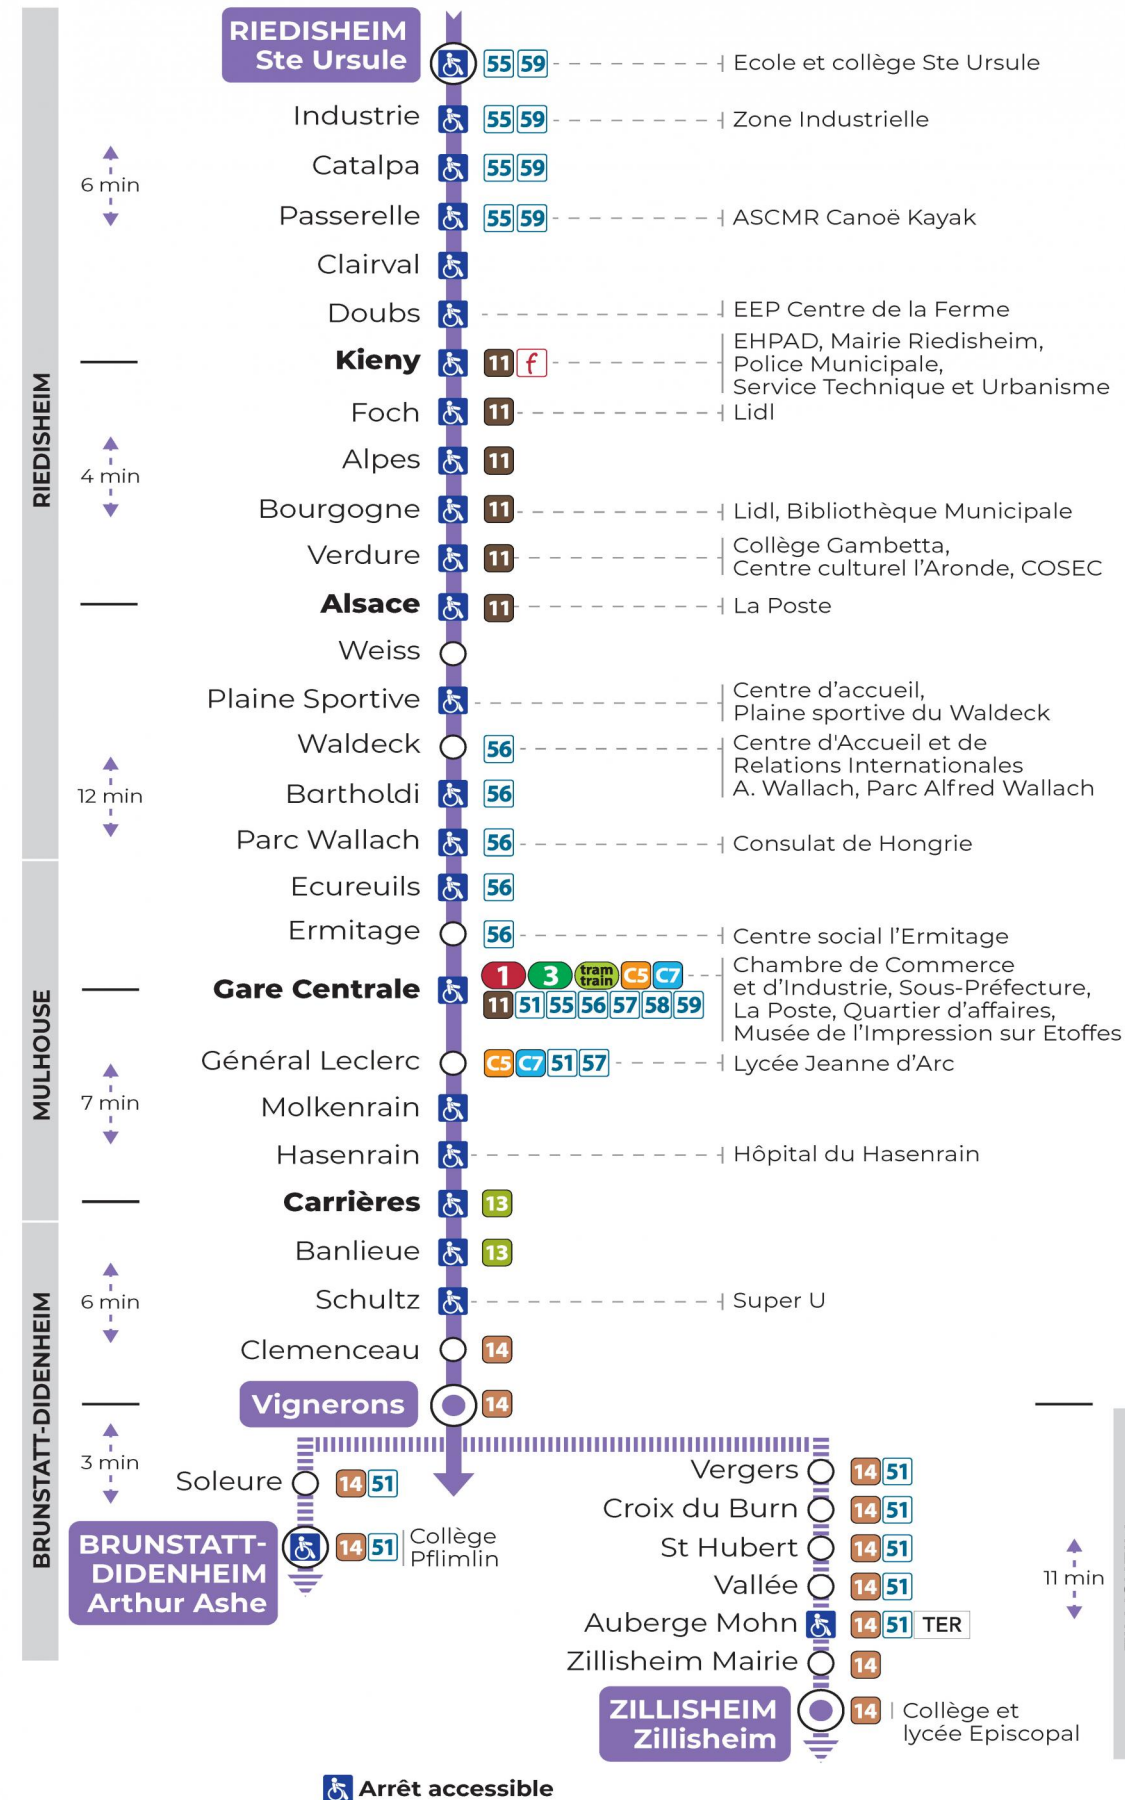 RIEDISHEIM
Ste Ursule
55 59
Ecole et collège Ste Ursule
Industrie
55 59
Zone Industrielle
Catalpa
55 59
6 min
Passerelle
55 59
ASCMR Canoë Kayak
Clairval
Doubs
EEP Centre de la Ferme
Kieny
11 f
EHPAD, Mairie Riedisheim,
Police Municipale,
Service Technique et Urbanisme
Foch
11
Lidl
RIEDISHEIM
Alpes
11
4 min
Bourgogne
11
Lidl, Bibliothèque Municipale
Verdure
11
Collège Gambetta,
Centre culturel l'Aronde, COSEC
Alsace
11
La Poste
Weiss
Plaine Sportive
Centre d'accueil,
Plaine sportive du Waldeck
Waldeck
56
Centre d'Accueil et de
Relations Internationales
A. Wallach, Parc Alfred Wallach
12 min
Bartholdi
56
Parc Wallach
56
Consulat de Hongrie
Ecureuils
56
Ermitage
56
Centre social l'Ermitage
Gare Centrale
1 3 tram train C5 C7
11 51 55 56 57 58 59
Chambre de Commerce
et d'Industrie, Sous-Préfecture,
La Poste, Quartier d'affaires,
Musée de l'Impression sur Etoffes
MULHOUSE
Général Leclerc
C5 C7 51 57
Lycée Jeanne d'Arc
7 min
Molkenrain
Hasenrain
Hôpital du Hasenrain
Carrières
13
Banlieue
13
6 min
Schultz
Super U
Clemenceau
14
BRUNSTATT-DIDENHEIM
Vignerons
14
3 min
Soleure
14 51
BRUNSTATT-
DIDENHEIM
Arthur Ashe
14 51
Collège
Pflimlin
Vergers
14 51
Croix du Burn
14 51
St Hubert
14 51
11 min
Vallée
14 51
Auberge Mohn
14 51 TER
Zillisheim Mairie
14
ZILLISHEIM
Zillisheim
14
Collège et
lycée Episcopal
Arrêt accessible